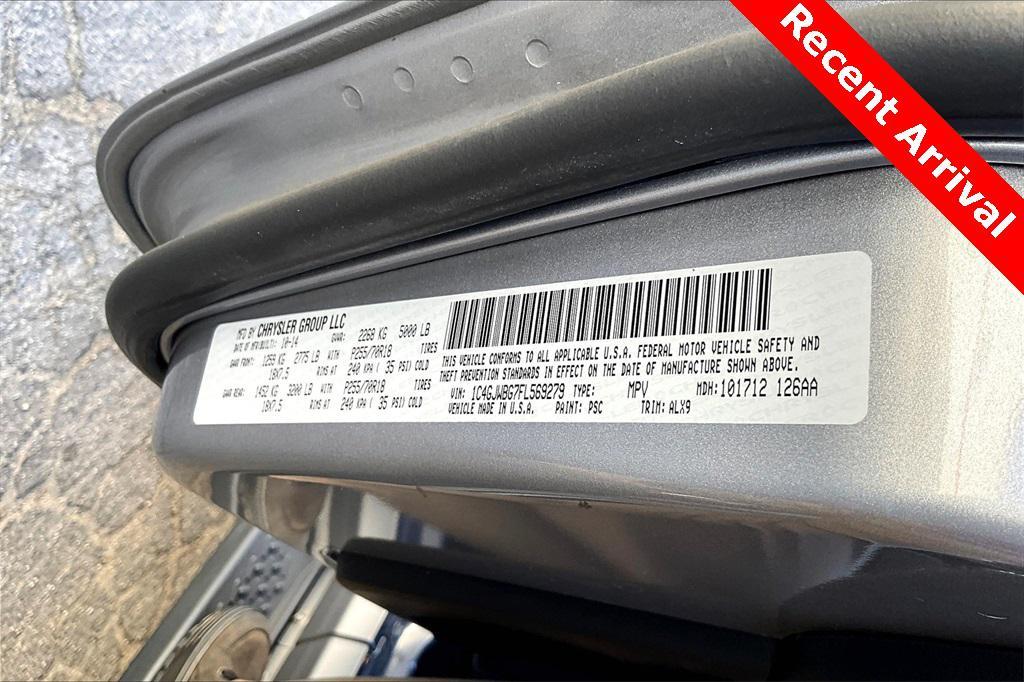 Recent Arrival
MFD BY CHRYSLER GROUP LLC
DATE OF MFR/BUILT: 10-14 GVWR: 2268 KG 5000 LB
GAWR FRONT: 1259 KG 2775 LB WITH P255/70R18 TIRES
18X7.5 RIMS AT 240 KPA ( 35 PSI) COLD
GAWR REAR: 1452 KG 3200 LB WITH P255/70R18 TIRES
18X7.5 RIMS AT 240 KPA ( 35 PSI) COLD
THIS VEHICLE CONFORMS TO ALL APPLICABLE U.S.A. FEDERAL MOTOR VEHICLE SAFETY AND
THEFT PREVENTION STANDARDS IN EFFECT ON THE DATE OF MANUFACTURE SHOWN ABOVE.
VIN: 1C4GJWBG7FL569279 TYPE: MPV MDH: 101712 126AA
VEHICLE MADE IN U.S.A. PAINT: PSC TRIM: ALX9